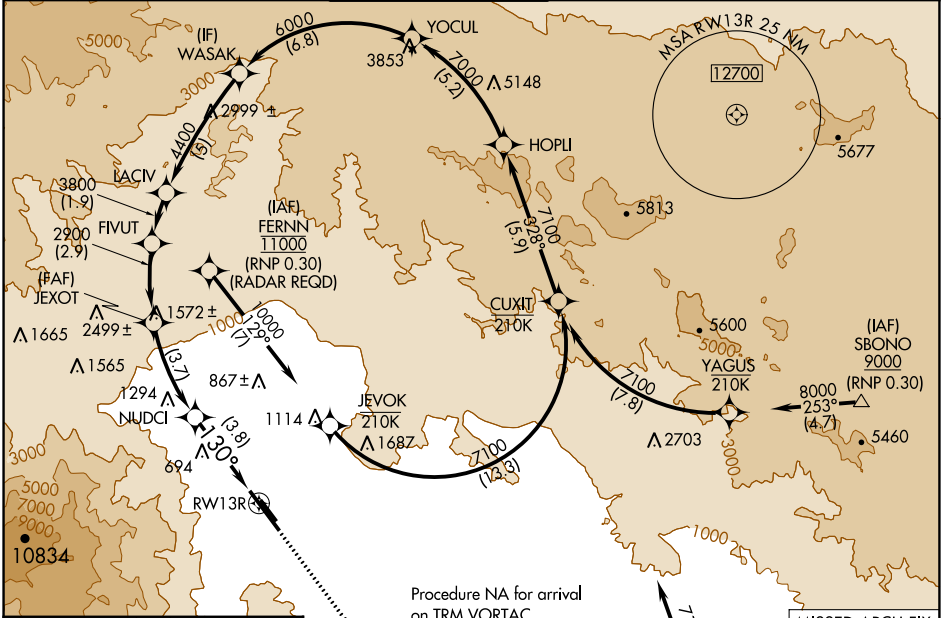 5000
(IF)
WASAK
6000
(6.8)
YOCUL
3853
7000
(5.2)
5148
MSA RW13R 25 NM
12700
5677
3000
2999 ±
4400
(5)
HOPLI
LACIV
3800
(1.9)
FIVUT
2900
(2.9)
(FAF)
JEXOT
(IAF)
FERNN
11000
(RNP 0.30)
(RADAR REQD)
5813
7100
328°
(5.9)
CUXIT
210K
1572 ±
2499 ±
1665
1000
10000
129°
(7)
5600
5000
YAGUS
210K
(IAF)
SBONO
9000
(RNP 0.30)
1565
(3.7)
867 ±
7100
(7.8)
8000
253°
(4.7)
1294
NUDCI
1114
JEVOK
210K
1687
2703
5460
3000
(3.8)
130°
694
7100
(13.3)
3000
5000
7000
9000
10834
RW13R
1000
Procedure NA for arrival
on TRM VORTAC